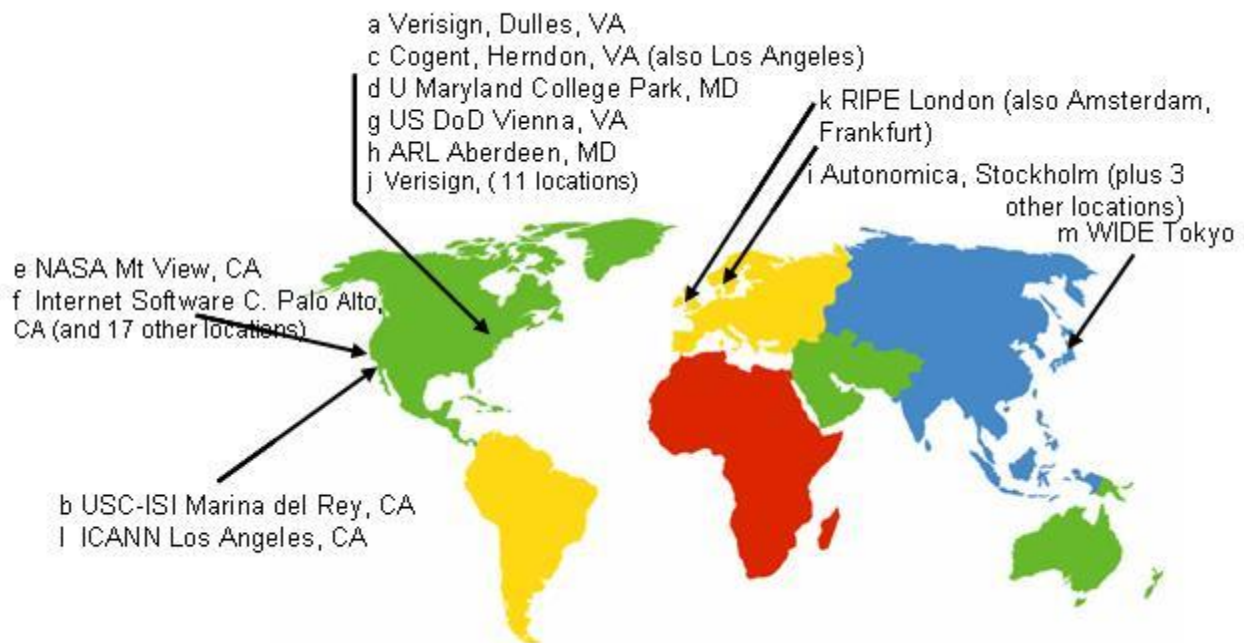 a Verisign, Dulles, VA
c Cogent, Herndon, VA (also Los Angeles)
d U Maryland College Park, MD
g US DoD Vienna, VA
h ARL Aberdeen, MD
j Verisign, ( 11 locations)
k RIPE London (also Amsterdam,
Frankfurt)
i Autonomica, Stockholm (plus 3
other locations)
m WIDE Tokyo
e NASA Mt View, CA
f Internet Software C. Palo Alto,
CA (and 17 other locations)
b USC-ISI Marina del Rey, CA
l ICANN Los Angeles, CA